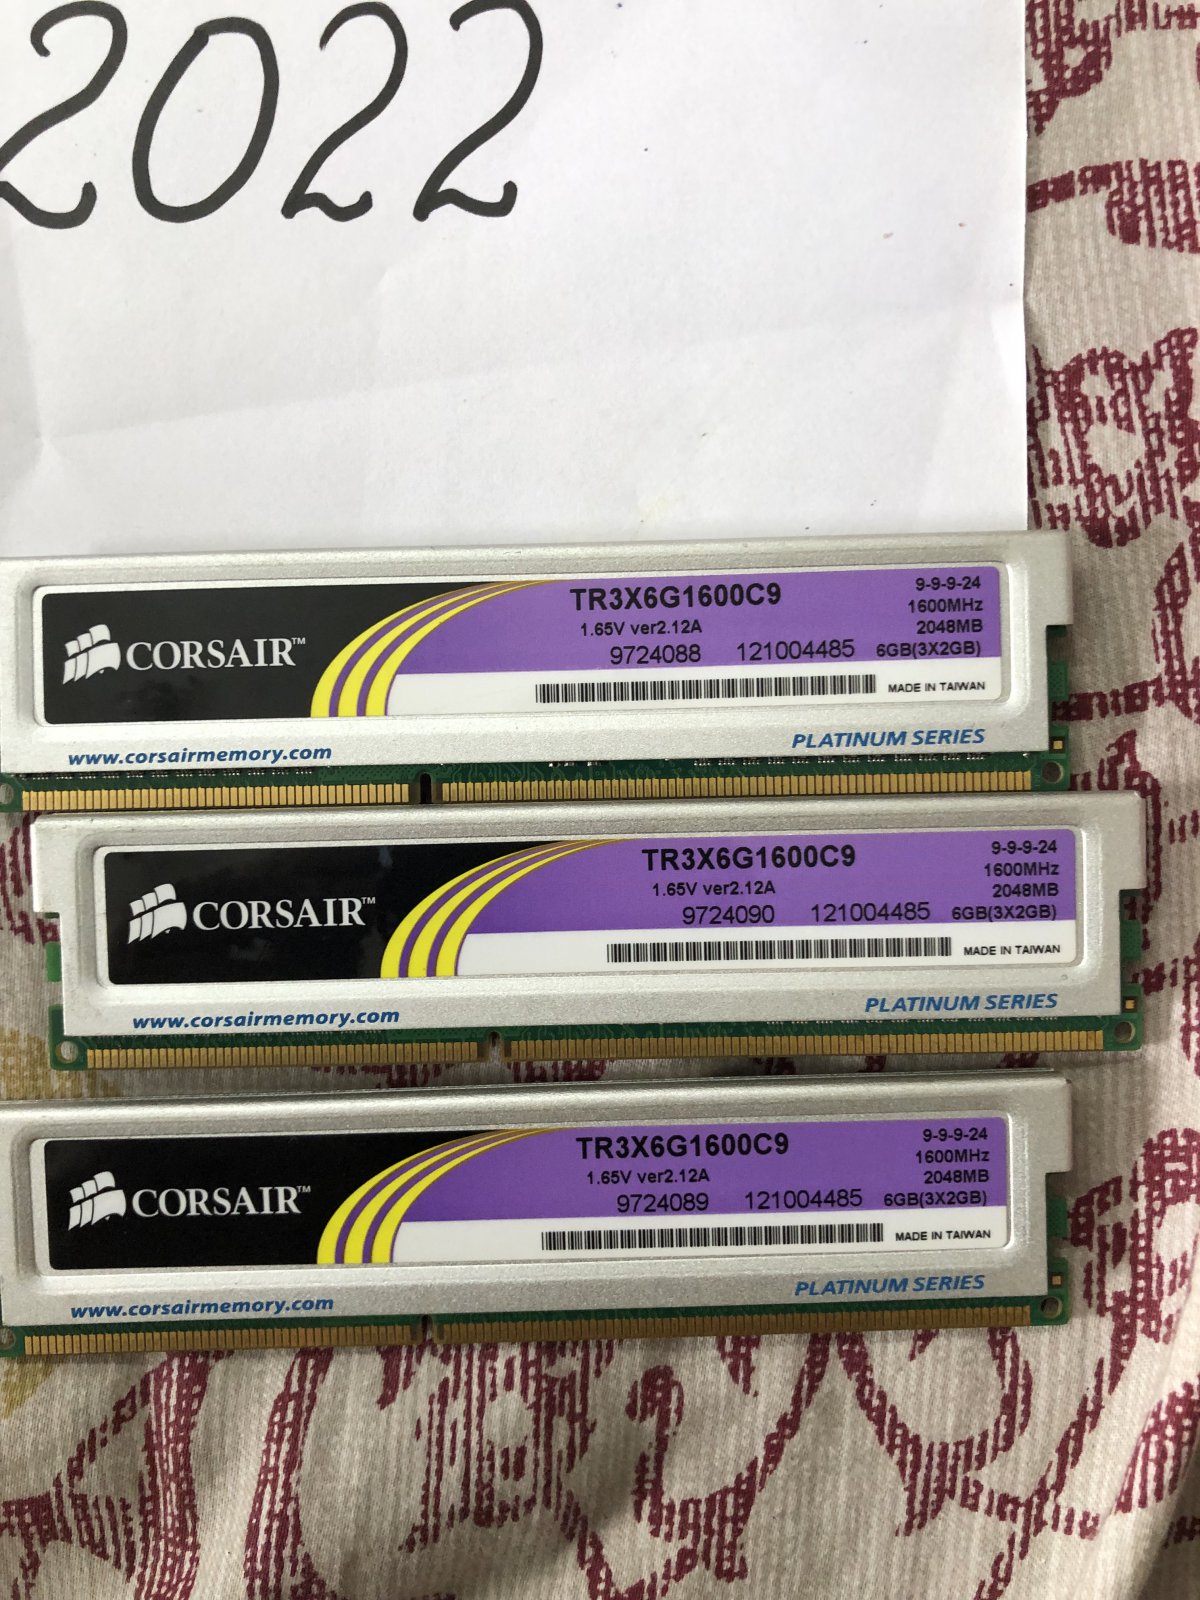 2022
CORSAIR™
TR3X6G1600C9
1.65V ver2.12A
9724088 121004485
9-9-9-24
1600MHz
2048MB
6GB(3X2GB)
MADE IN TAIWAN
www.corsairmemory.com
PLATINUM SERIES
CORSAIR™
TR3X6G1600C9
1.65V ver2.12A
9724090 121004485
9-9-9-24
1600MHz
2048MB
6GB(3X2GB)
MADE IN TAIWAN
www.corsairmemory.com
PLATINUM SERIES
CORSAIR™
TR3X6G1600C9
1.65V ver2.12A
9724089 121004485
9-9-9-24
1600MHz
2048MB
6GB(3X2GB)
MADE IN TAIWAN
www.corsairmemory.com
PLATINUM SERIES